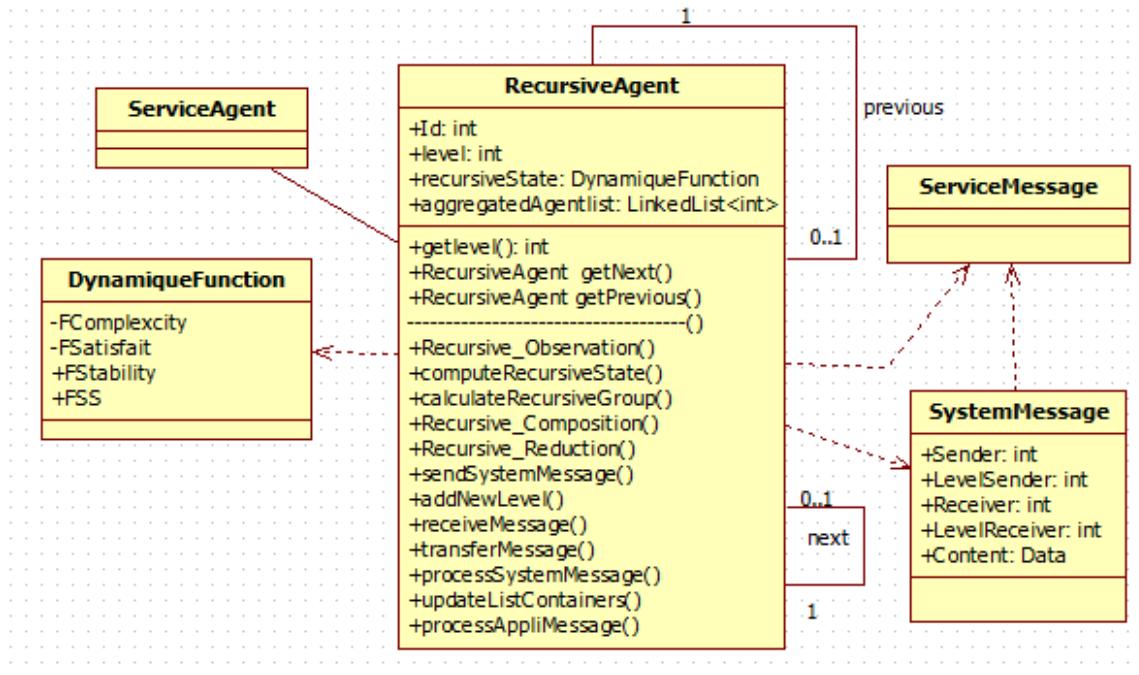 1
previous
0..1
ServiceAgent
RecursiveAgent
+Id: int
+level: int
+recursiveState: DynamiqueFunction
+aggregatedAgentlist: LinkedList<int>
+getlevel(): int
+RecursiveAgent getNext()
+RecursiveAgent getPrevious()
------------------------------------()
+Recursive_Observation()
+computeRecursiveState()
+calculateRecursiveGroup()
+Recursive_Composition()
+Recursive_Reduction()
+sendSystemMessage()
+addNewLevel()
+receiveMessage()
+transferMessage()
+processSystemMessage()
+updateListContainers()
+processAppliMessage()
DynamiqueFunction
-FComplexcity
-FSatisfait
+FStability
+FSS
ServiceMessage
SystemMessage
+Sender: int
+LevelSender: int
+Receiver: int
+LevelReceiver: int
+Content: Data
0..1
next
1